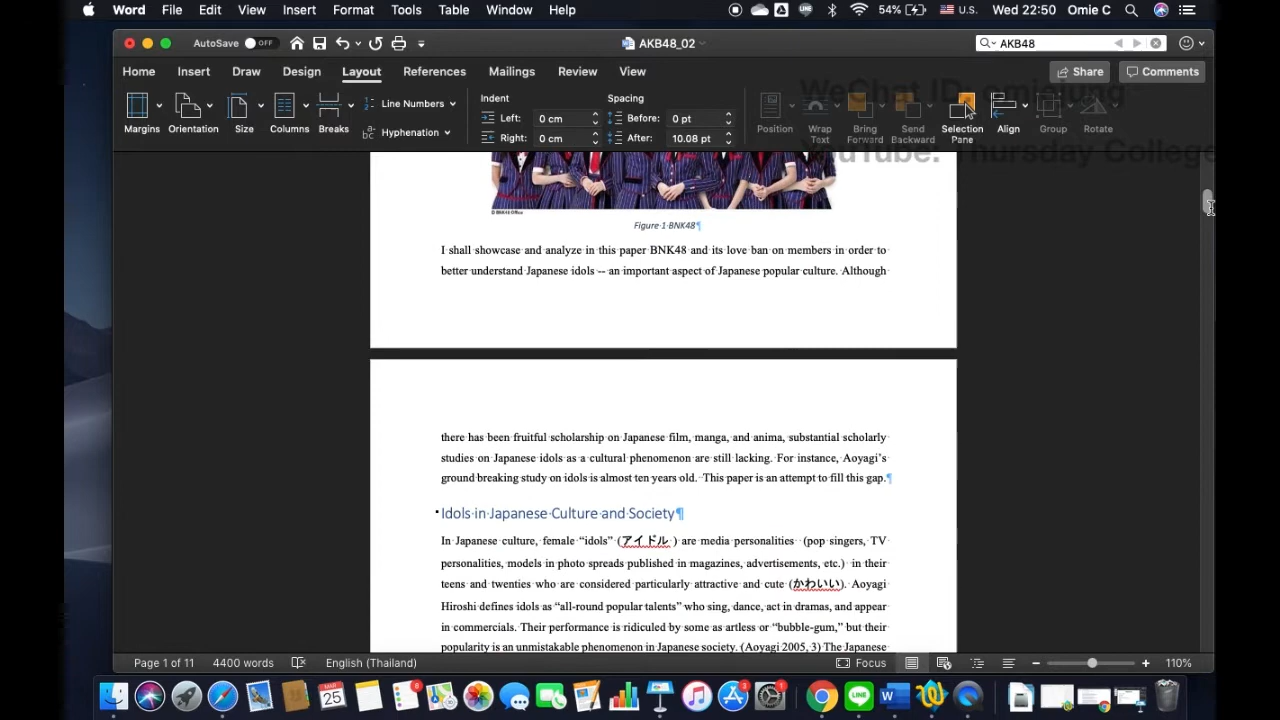 Word File Edit View Insert Format Tools Table Window Help 54% U.S. Wed 22:50 Omie C
AutoSave OFF AKB48_02 AKB48
Home Insert Draw Design Layout References Mailings Review View Share Comments
WeChat ID:
Margins Orientation Size Columns Breaks Line Numbers Hyphenation
Indent Left: 0 cm Right: 0 cm
Spacing Before: 0 pt After: 10.08 pt
Position Wrap Text Bring Forward Send Backward Selection Pane Align Group Rotate
YouTube: Thursday College
BNK48 Office
Figure·1·BNK48¶
I shall showcase and analyze in this paper BNK48 and its love ban on members in order to
better understand Japanese idols -- an important aspect of Japanese popular culture. Although
there has been fruitful scholarship on Japanese film, manga, and anima, substantial scholarly
studies on Japanese idols as a cultural phenomenon are still lacking. For instance, Aoyagi's
ground breaking study on idols is almost ten years old. This paper is an attempt to fill this gap.¶
Idols·in·Japanese·Culture·and·Society¶
In Japanese culture, female “idols” (アイドル ) are media personalities (pop singers, TV
personalities, models in photo spreads published in magazines, advertisements, etc.) in their
teens and twenties who are considered particularly attractive and cute (かわいい). Aoyagi
Hiroshi defines idols as “all-round popular talents” who sing, dance, act in dramas, and appear
in commercials. Their performance is ridiculed by some as artless or “bubble-gum,” but their
popularity is an unmistakable phenomenon in Japanese society. (Aoyagi 2005, 3) The Japanese
Page 1 of 11 4400 words English (Thailand) Focus 110%
MAR 25